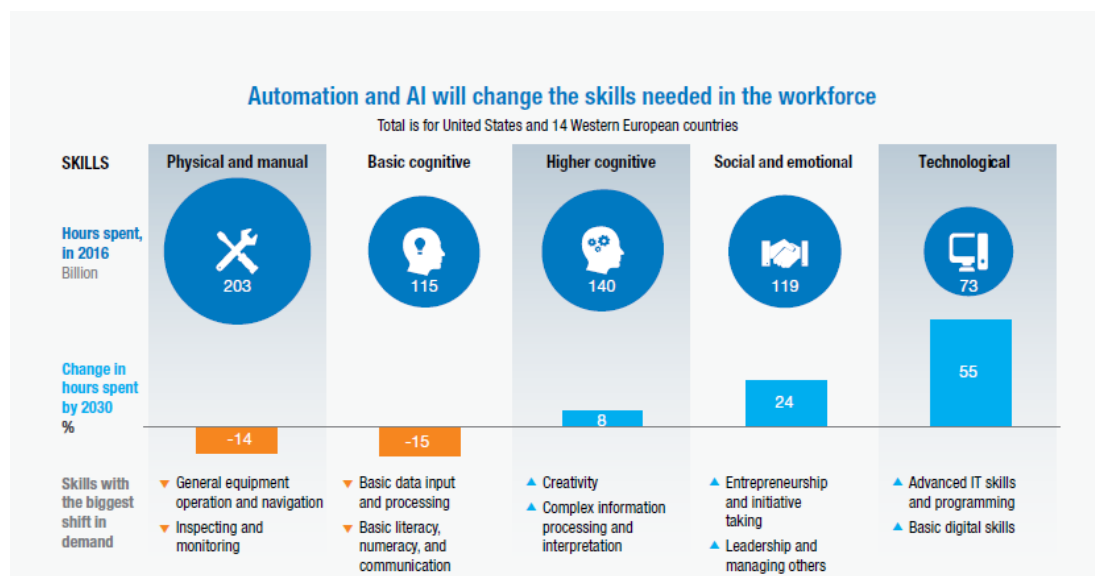 Automation and AI will change the skills needed in the workforce
Total is for United States and 14 Western European countries
SKILLS
Physical and manual
Basic cognitive
Higher cognitive
Social and emotional
Technological
Hours spent,
in 2016
Billion
203
115
140
119
73
Change in
hours spent
by 2030
%
-14
-15
8
24
55
Skills with
the biggest
shift in
demand
General equipment
operation and navigation
Inspecting and
monitoring
Basic data input
and processing
Basic literacy,
numeracy, and
communication
Creativity
Complex information
processing and
interpretation
Entrepreneurship
and initiative
taking
Leadership and
managing others
Advanced IT skills
and programming
Basic digital skills